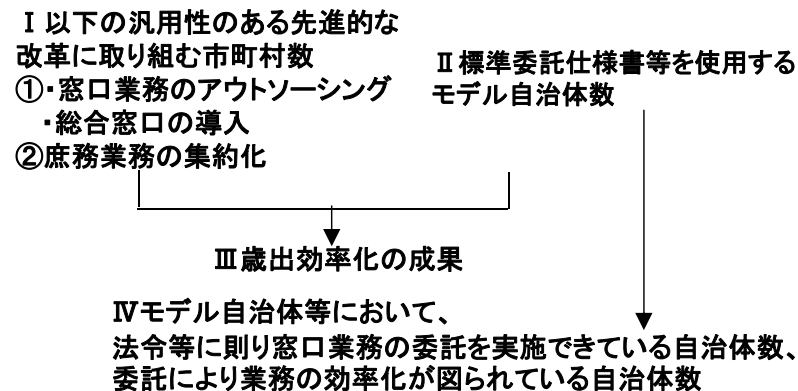 Ⅰ以下の汎用性のある先進的な
改革に取り組む市町村数
①・窓口業務のアウトソーシング
・総合窓口の導入
②庶務業務の集約化
Ⅱ標準委託仕様書等を使用する
モデル自治体数
Ⅲ歳出効率化の成果
Ⅳモデル自治体等において、
法令等に則り窓口業務の委託を実施できている自治体数、
委託により業務の効率化が図られている自治体数